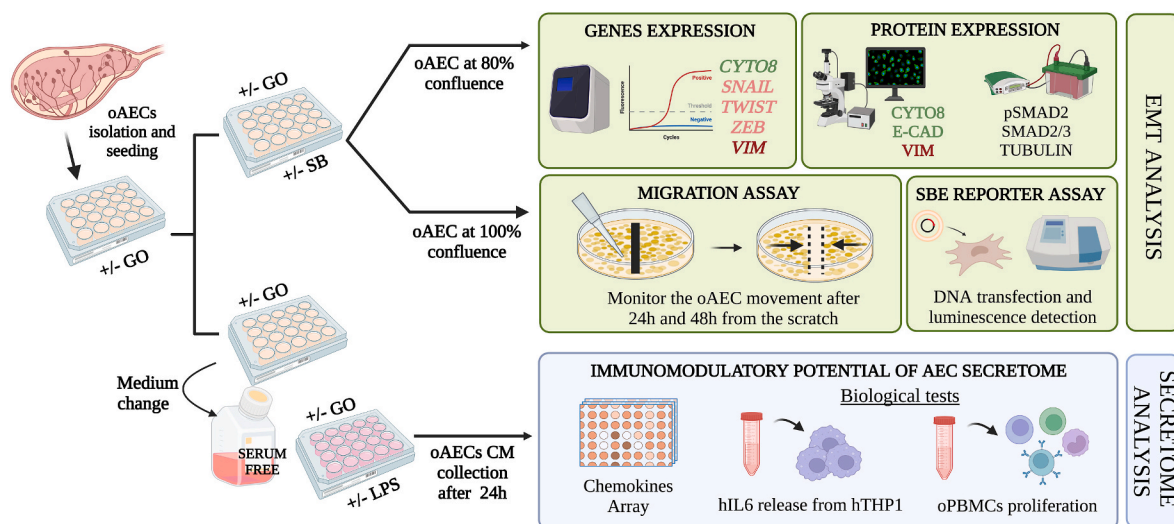 oAECs
isolation and
seeding
+/- GO
+/- GO
+/- SB
oAEC at 80%
confluence
oAEC at 100%
confluence
GENES EXPRESSION
Fluorescence
Positive
Threshold
Negative
Cycles
CYTO8
SNAIL
TWIST
ZEB
VIM
PROTEIN EXPRESSION
CYTO8
E-CAD
VIM
pSMAD2
SMAD2/3
TUBULIN
MIGRATION ASSAY
Monitor the oAEC movement after
24h and 48h from the scratch
SBE REPORTER ASSAY
DNA transfection and
luminescence detection
EMT ANALYSIS
+/- GO
Medium
change
SERUM
FREE
+/- GO
+/- LPS
oAECs CM
collection
after 24h
IMMUNOMODULATORY POTENTIAL OF AEC SECRETOME
Biological tests
Chemokines
Array
hIL6 release from hTHP1
oPBMCs proliferation
SECRETOME
ANALYSIS